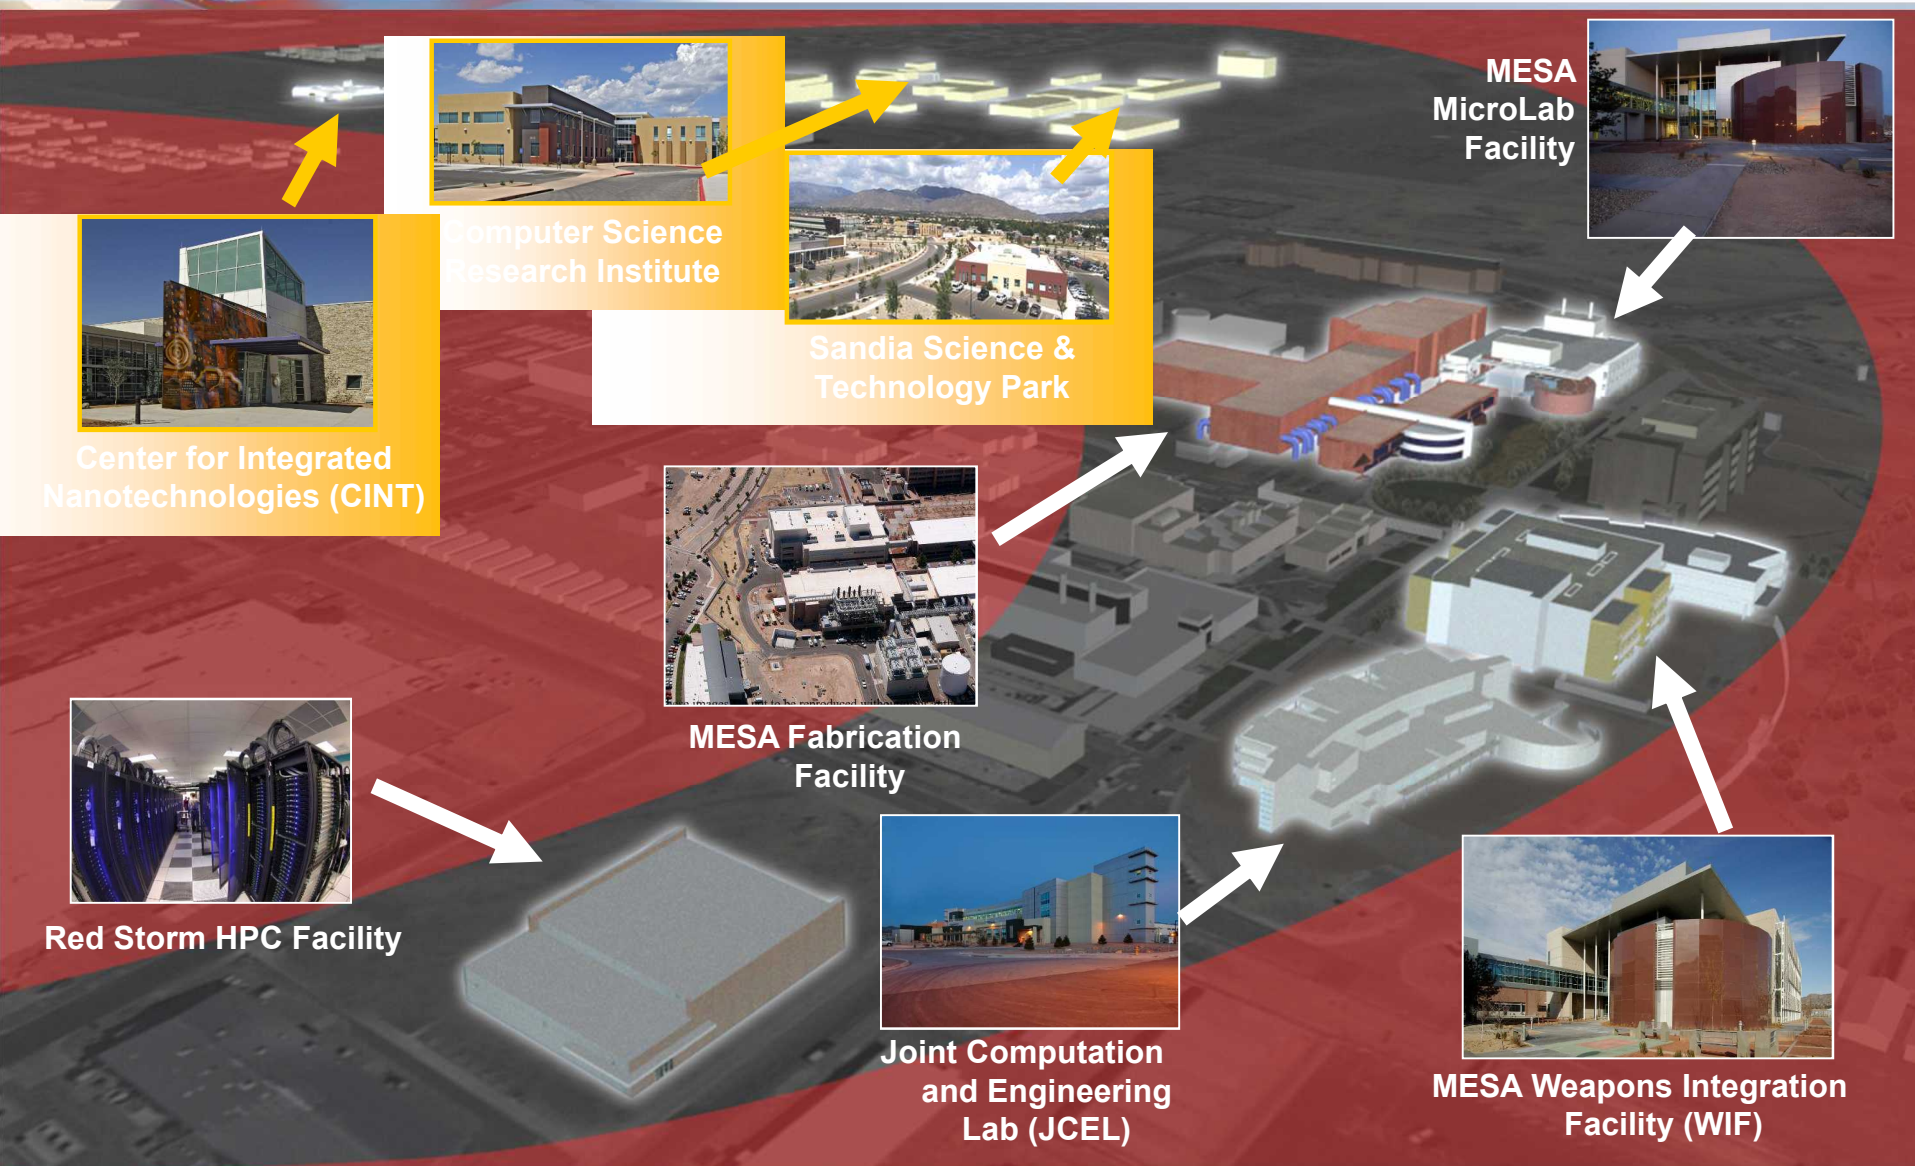 MESA
MicroLab
Facility
Computer Science
Research Institute
Sandia Science &
Technology Park
Center for Integrated
Nanotechnologies (CINT)
MESA Fabrication
Facility
Red Storm HPC Facility
Joint Computation
and Engineering
Lab (JCEL)
MESA Weapons Integration
Facility (WIF)